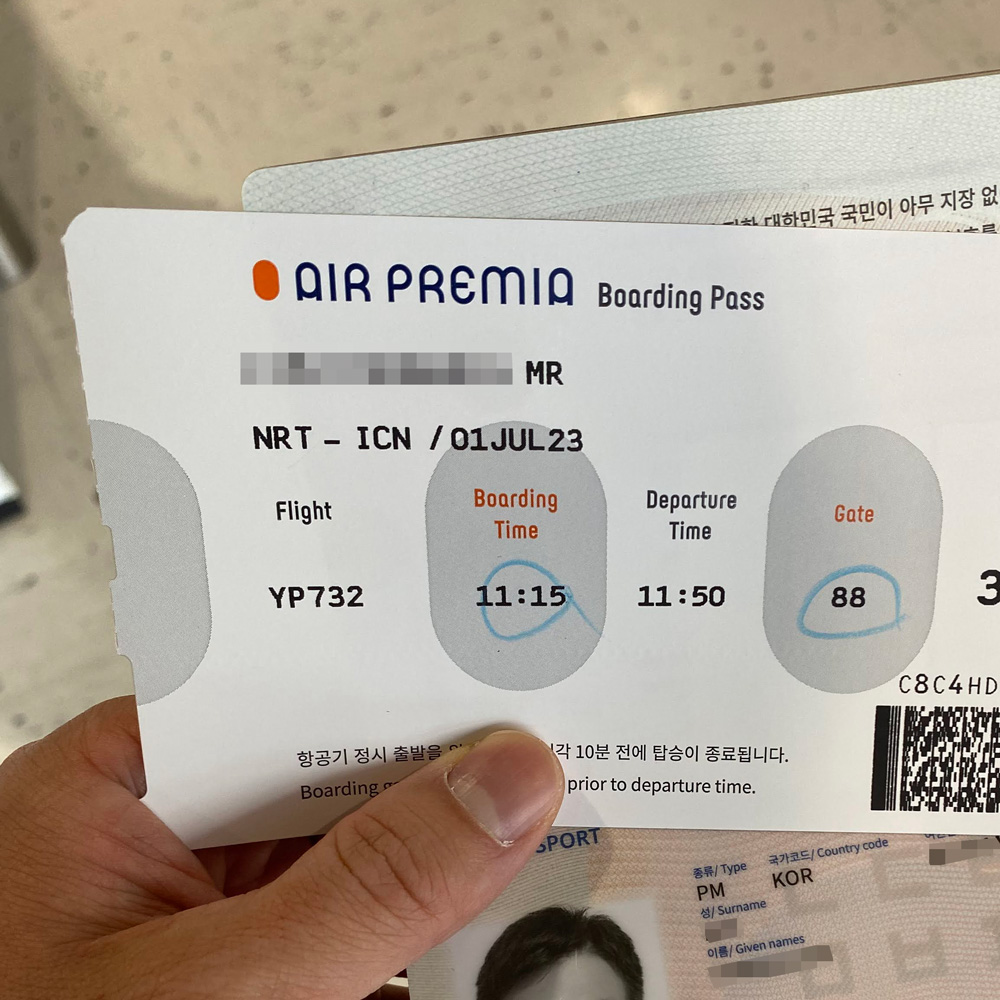 대한민국 국민이 아무 지장 없
AIR PREMIA Boarding Pass
MR
NRT - ICN / 01JUL23
Flight Boarding Time Departure Time Gate
YP732 11:15 11:50 88 3
C8C4HD
항공기 정시 출발을 각 10분 전에 탑승이 종료됩니다.
Boarding prior to departure time.
SPORT
종류/ Type 국가코드/ Country code
PM KOR
성/ Surname
이름/ Given names